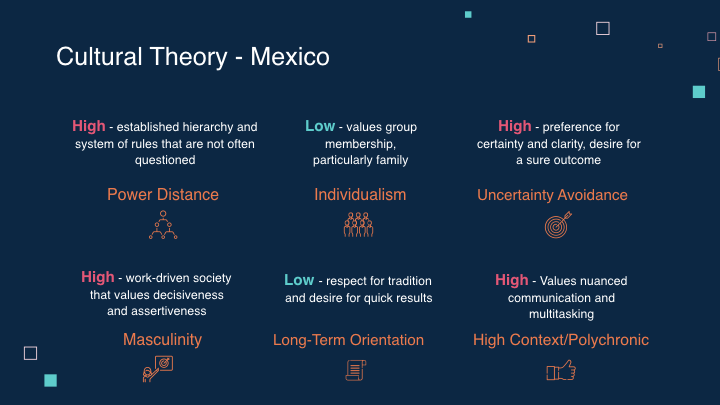 Cultural Theory - Mexico
High - established hierarchy and
system of rules that are not often
questioned
Power Distance
Low - values group
membership,
particularly family
Individualism
High - preference for
certainty and clarity, desire for
a sure outcome
Uncertainty Avoidance
High - work-driven society
that values decisiveness
and assertiveness
Masculinity
Low - respect for tradition
and desire for quick results
Long-Term Orientation
High - Values nuanced
communication and
multitasking
High Context/Polychronic